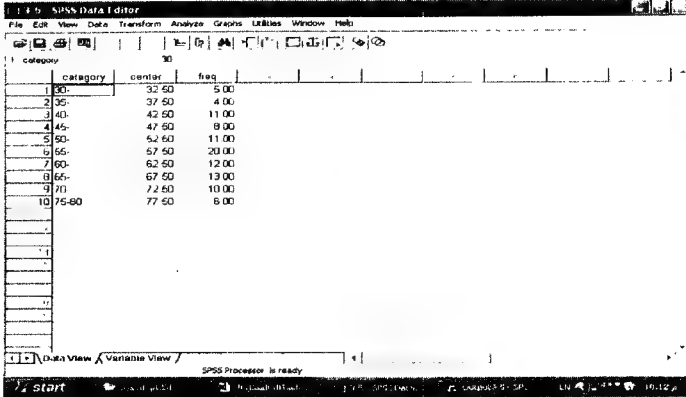 SPSS Data Editor
File Edit View Data Transform Analyze Graphs Utilities Window Help
category 30
category center freq
1 30- 32.50 5.00
2 35- 37.50 4.00
3 40- 42.50 11.00
4 45- 47.50 8.00
5 50- 52.50 11.00
6 55- 57.50 20.00
7 60- 62.50 12.00
8 65- 67.50 13.00
9 70 72.50 10.00
10 75-80 77.50 6.00
Data View Variable View
SPSS Processor is ready
start